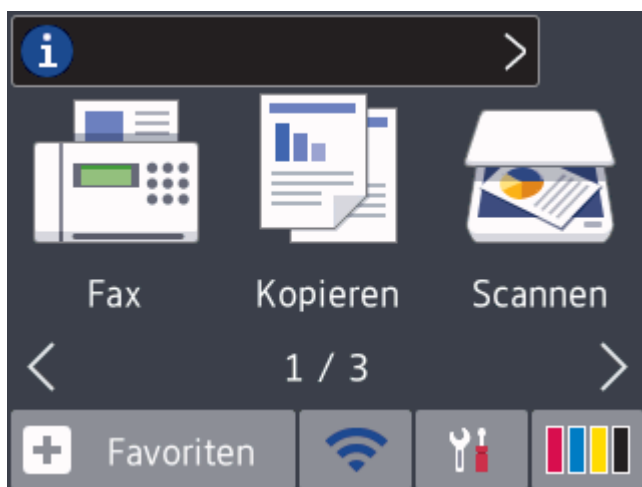 i
Fax
Kopieren
Scannen
1 / 3
Favoriten